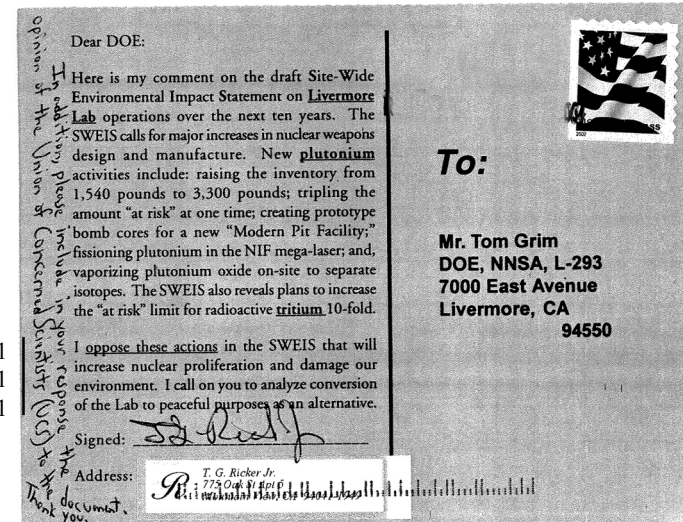 Dear DOE:
Here is my comment on the draft Site-Wide
Environmental Impact Statement on Livermore
Lab operations over the next ten years. The
SWEIS calls for major increases in nuclear weapons
design and manufacture. New plutonium
activities include: raising the inventory from
1,540 pounds to 3,300 pounds; tripling the
amount "at risk" at one time; creating prototype
bomb cores for a new "Modern Pit Facility;"
fissioning plutonium in the NIF mega-laser; and,
vaporizing plutonium oxide on-site to separate
isotopes. The SWEIS also reveals plans to increase
the "at risk" limit for radioactive tritium 10-fold.
I oppose these actions in the SWEIS that will
increase nuclear proliferation and damage our
environment. I call on you to analyze conversion
of the Lab to peaceful purposes as an alternative.
Signed:
Address:
T. G. Ricker Jr.
775 Oak St Apt 6
In addition, please include in your response the
opinion of the Union of Concerned Scientists (UCS) to the document.
Thank you.
1
1
1
2002
To:
Mr. Tom Grim
DOE, NNSA, L-293
7000 East Avenue
Livermore, CA
94550